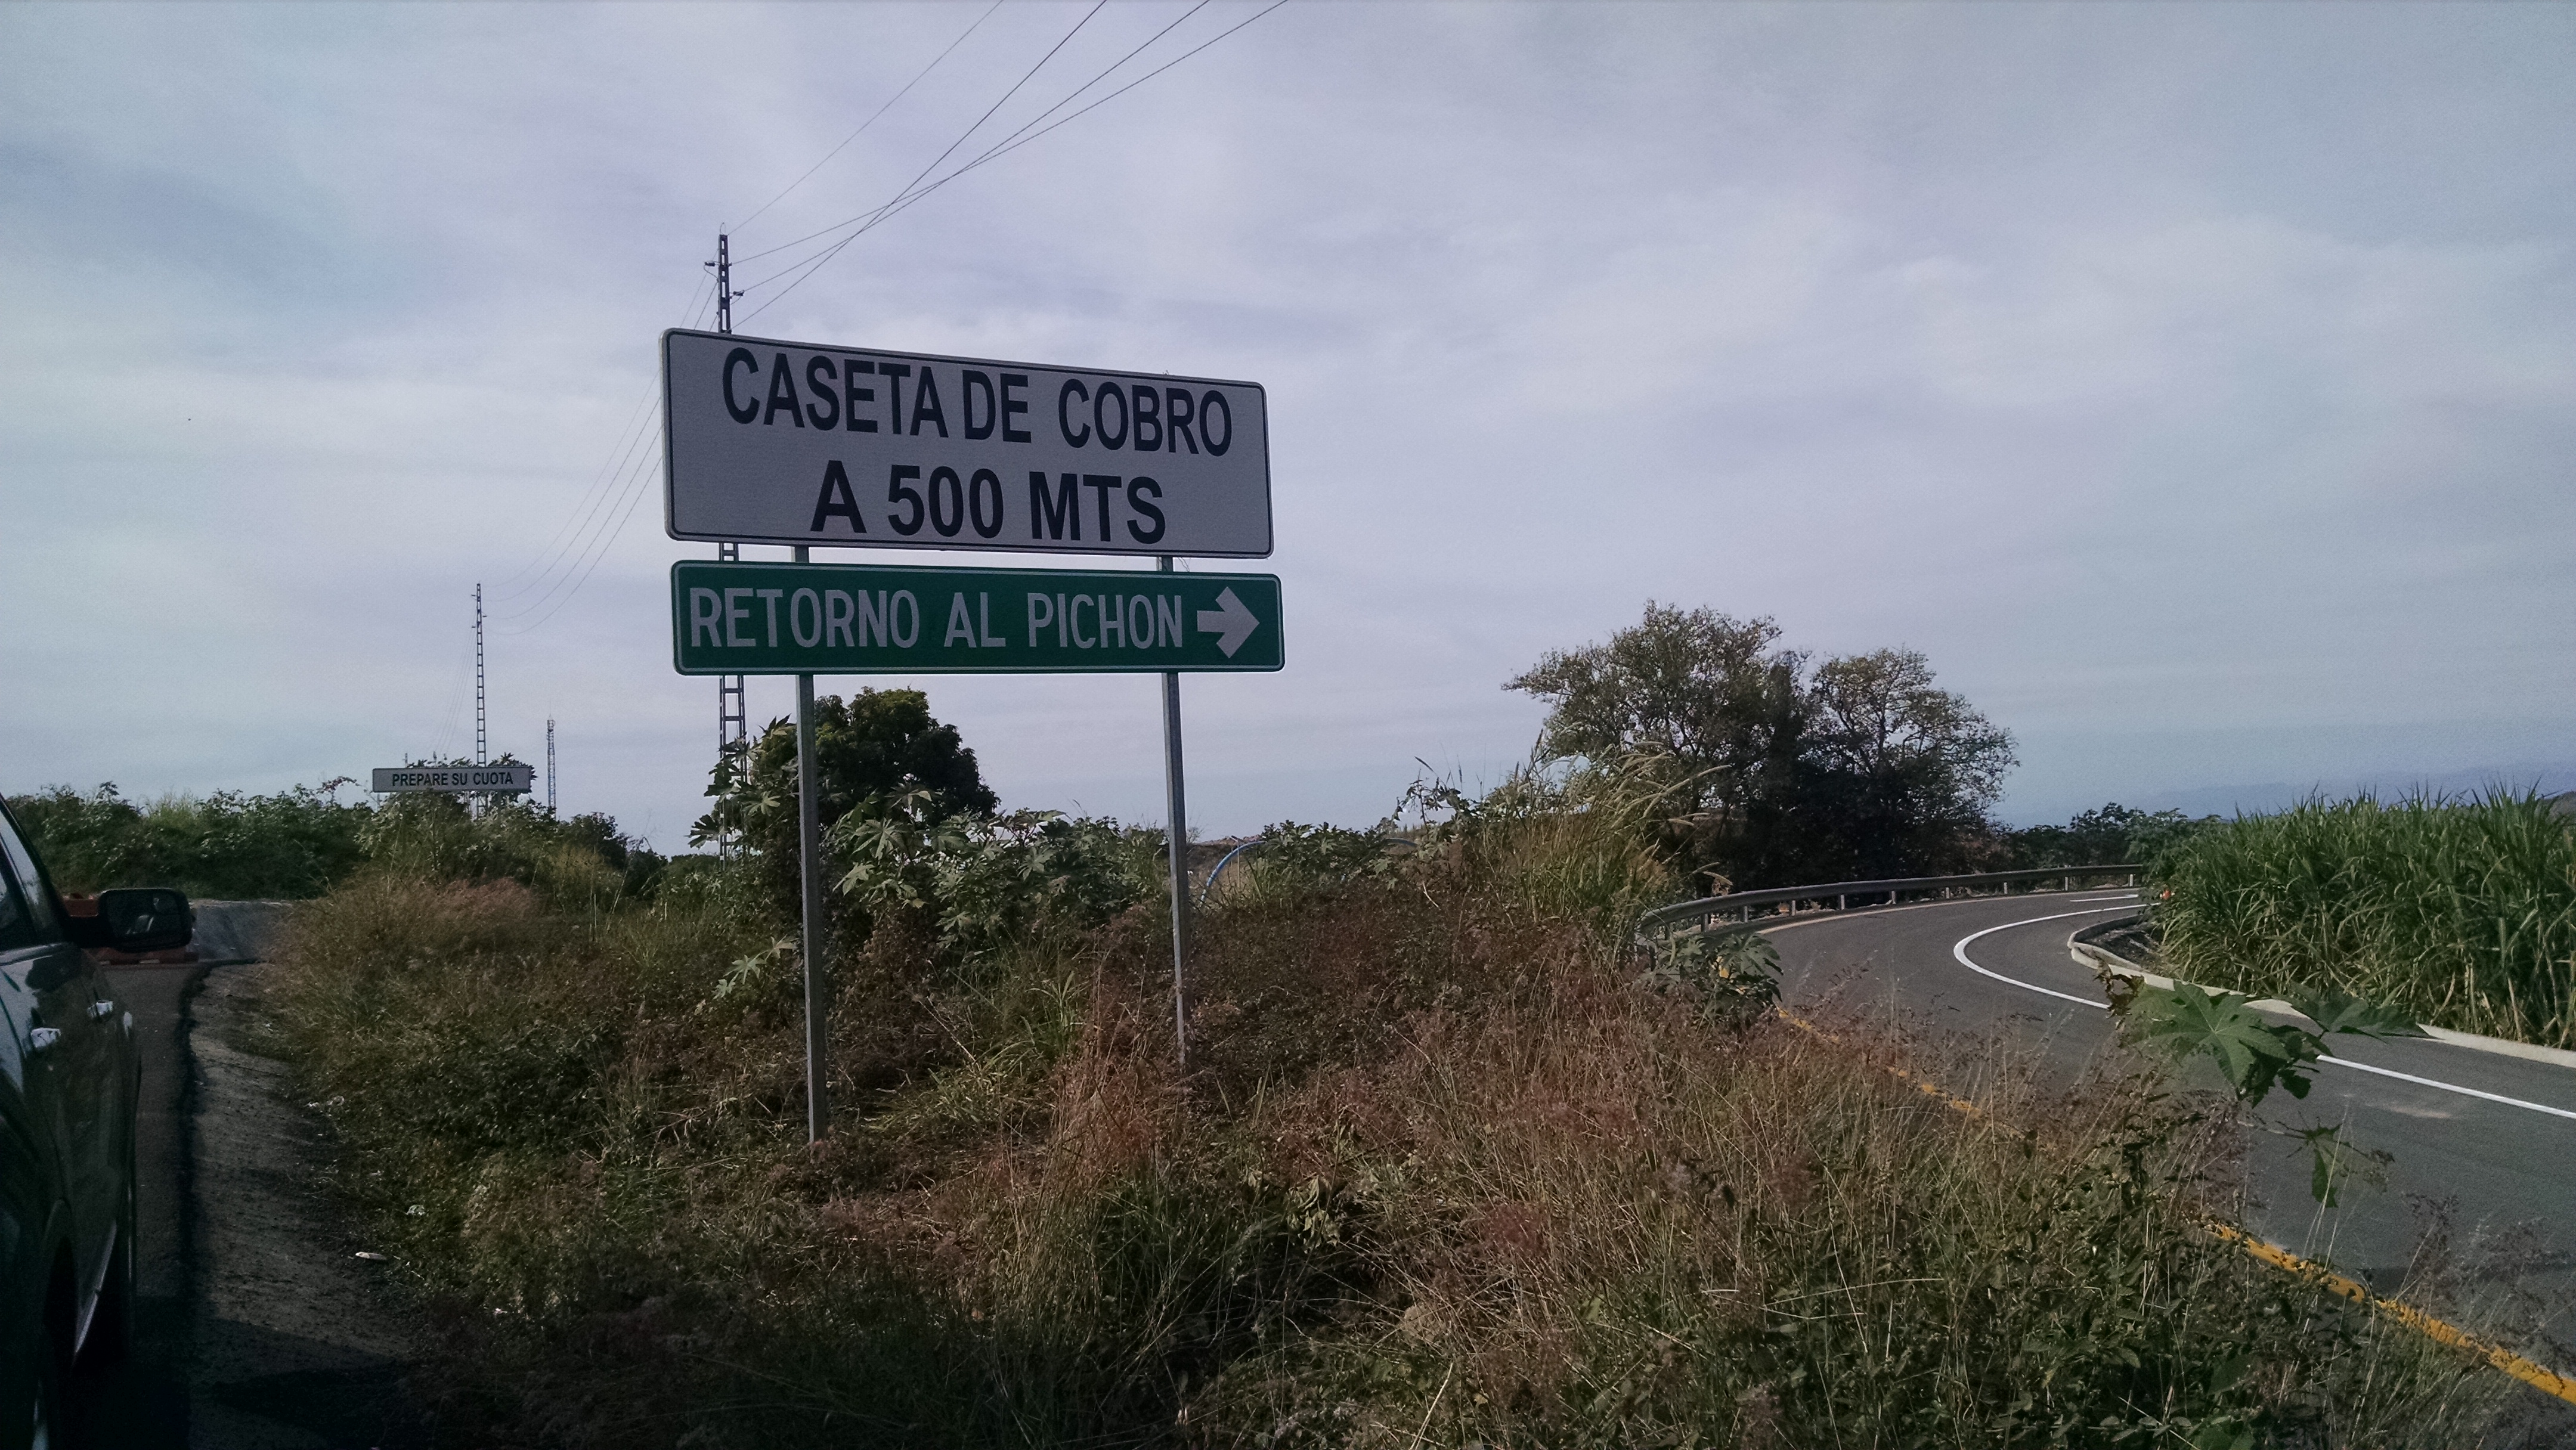 CASETA DE COBRO
A 500 MTS
RETORNO AL PICHON
PREPARE SU CUOTA